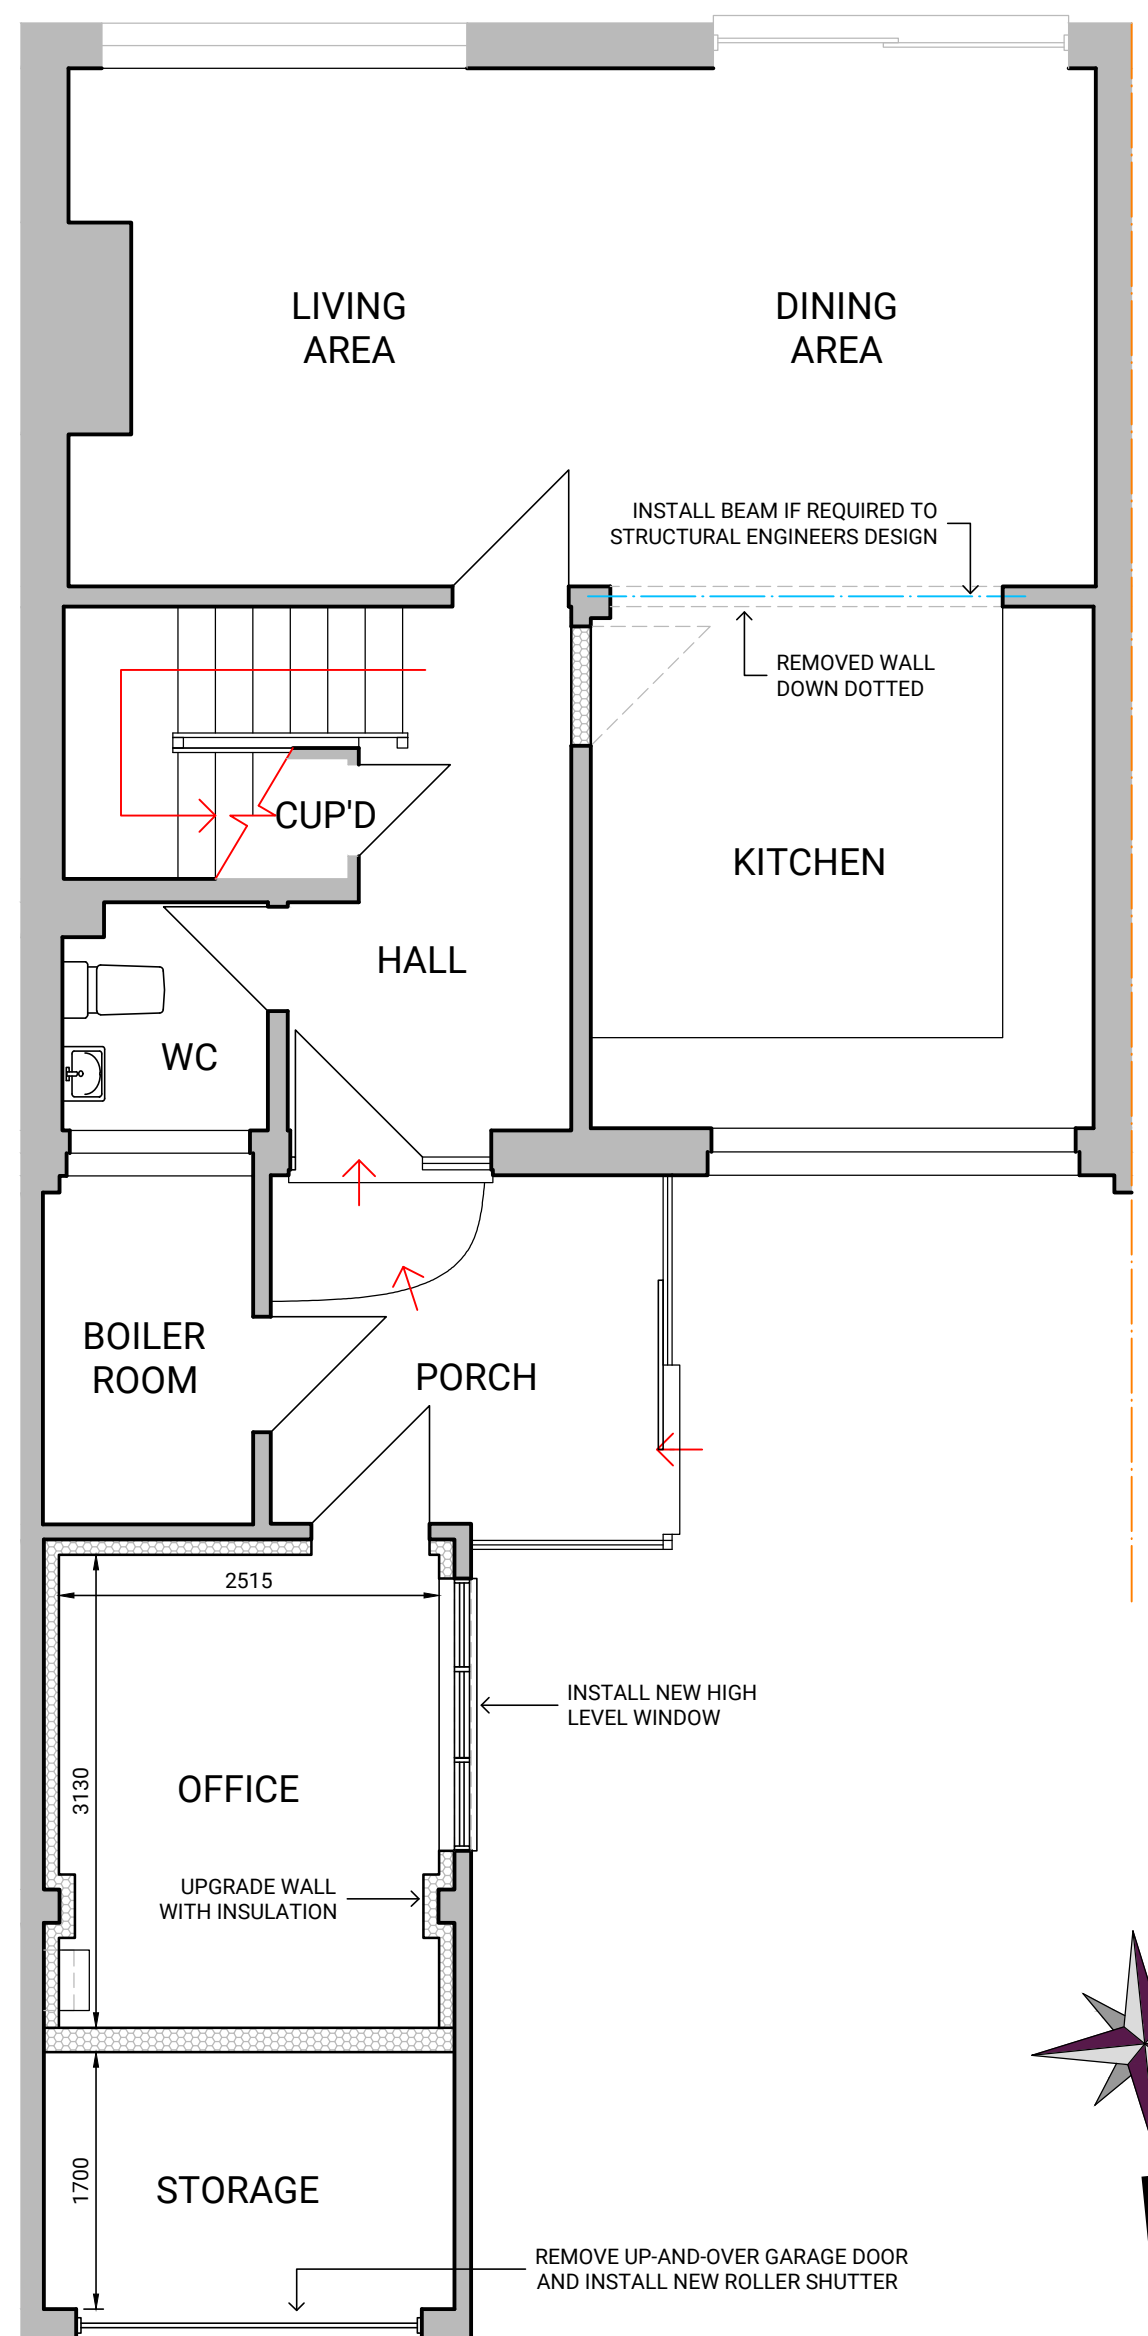 LIVING
AREA
DINING
AREA
INSTALL BEAM IF REQUIRED TO
STRUCTURAL ENGINEERS DESIGN
REMOVED WALL
DOWN DOTTED
CUP'D
KITCHEN
HALL
WC
BOILER
ROOM
PORCH
2515
INSTALL NEW HIGH
LEVEL WINDOW
3130
OFFICE
UPGRADE WALL
WITH INSULATION
1700
STORAGE
REMOVE UP-AND-OVER GARAGE DOOR
AND INSTALL NEW ROLLER SHUTTER